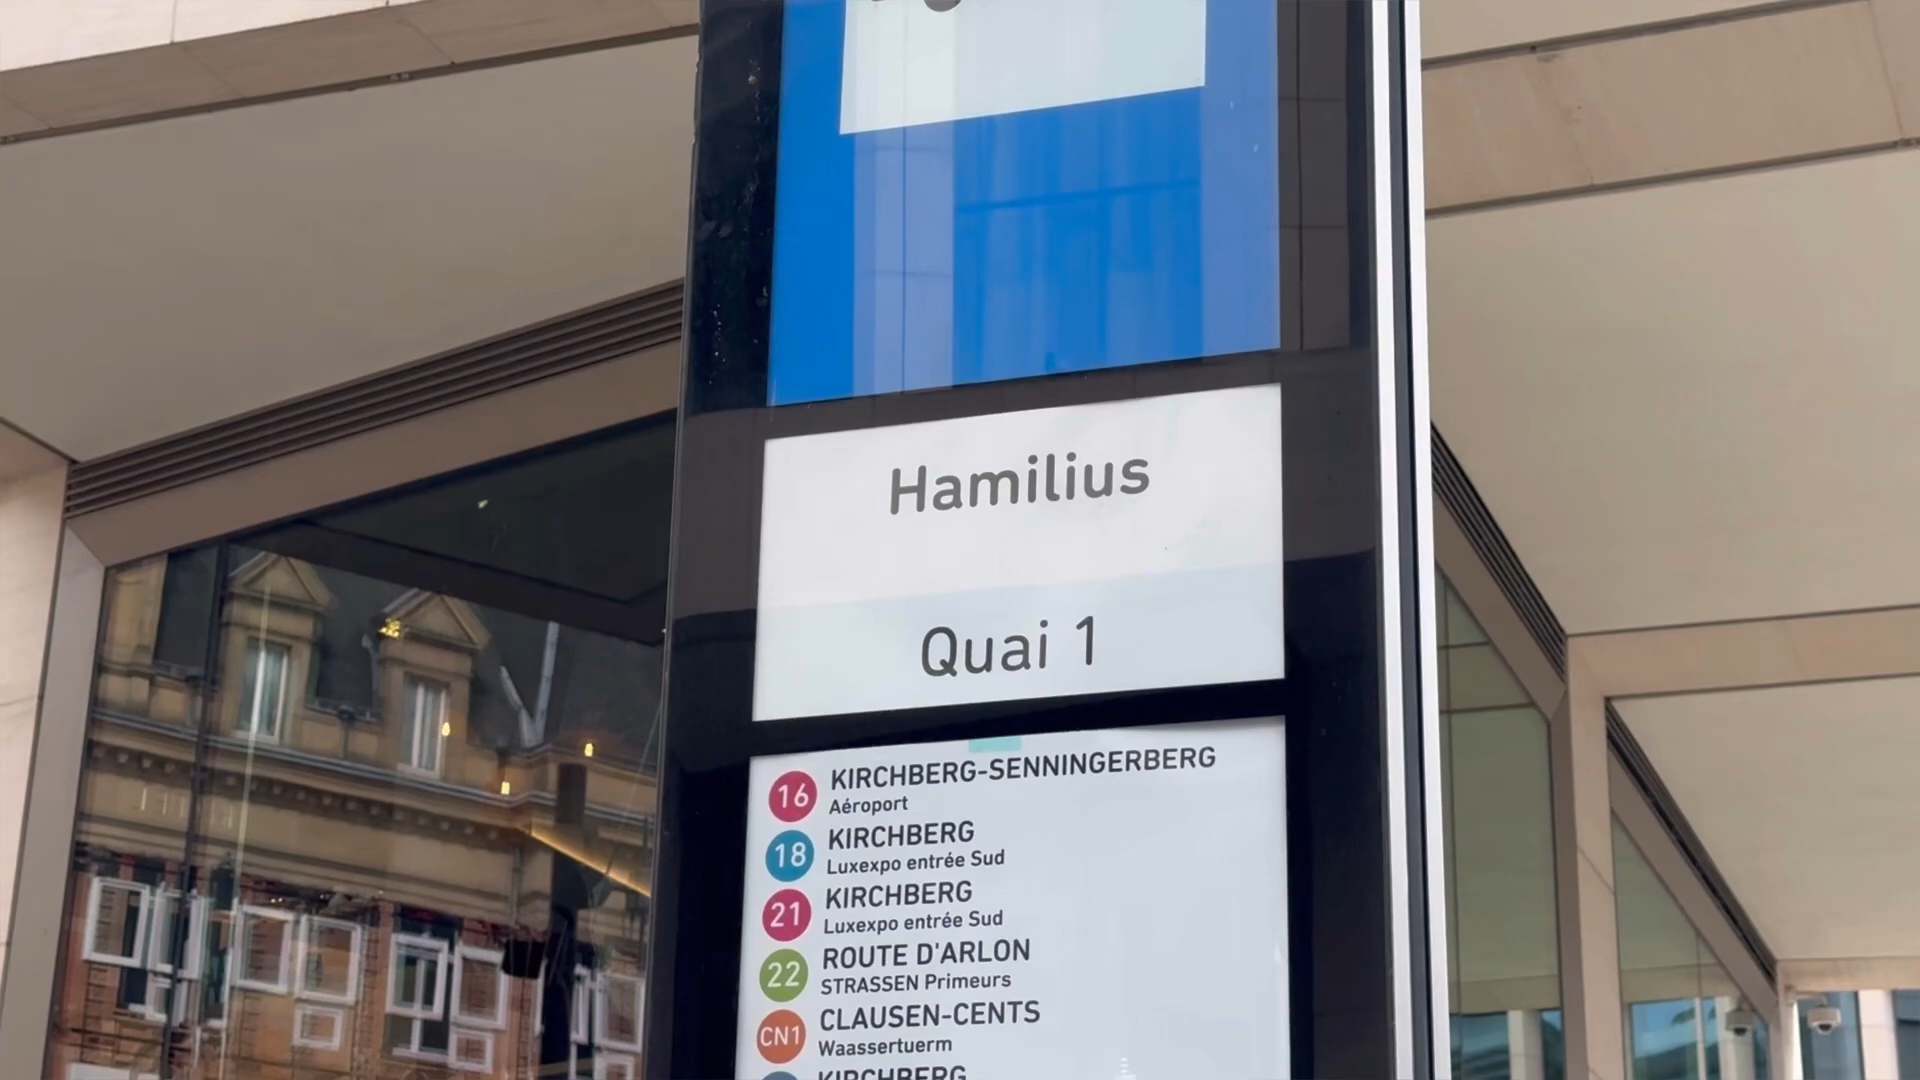 Hamilius
Quai 1
16 KIRCHBERG-SENNINGERBERG
Aéroport
18 KIRCHBERG
Luxexpo entrée Sud
21 KIRCHBERG
Luxexpo entrée Sud
22 ROUTE D'ARLON
STRASSEN Primeurs
CN1 CLAUSEN-CENTS
Waassertuerm
KIRCHBERG